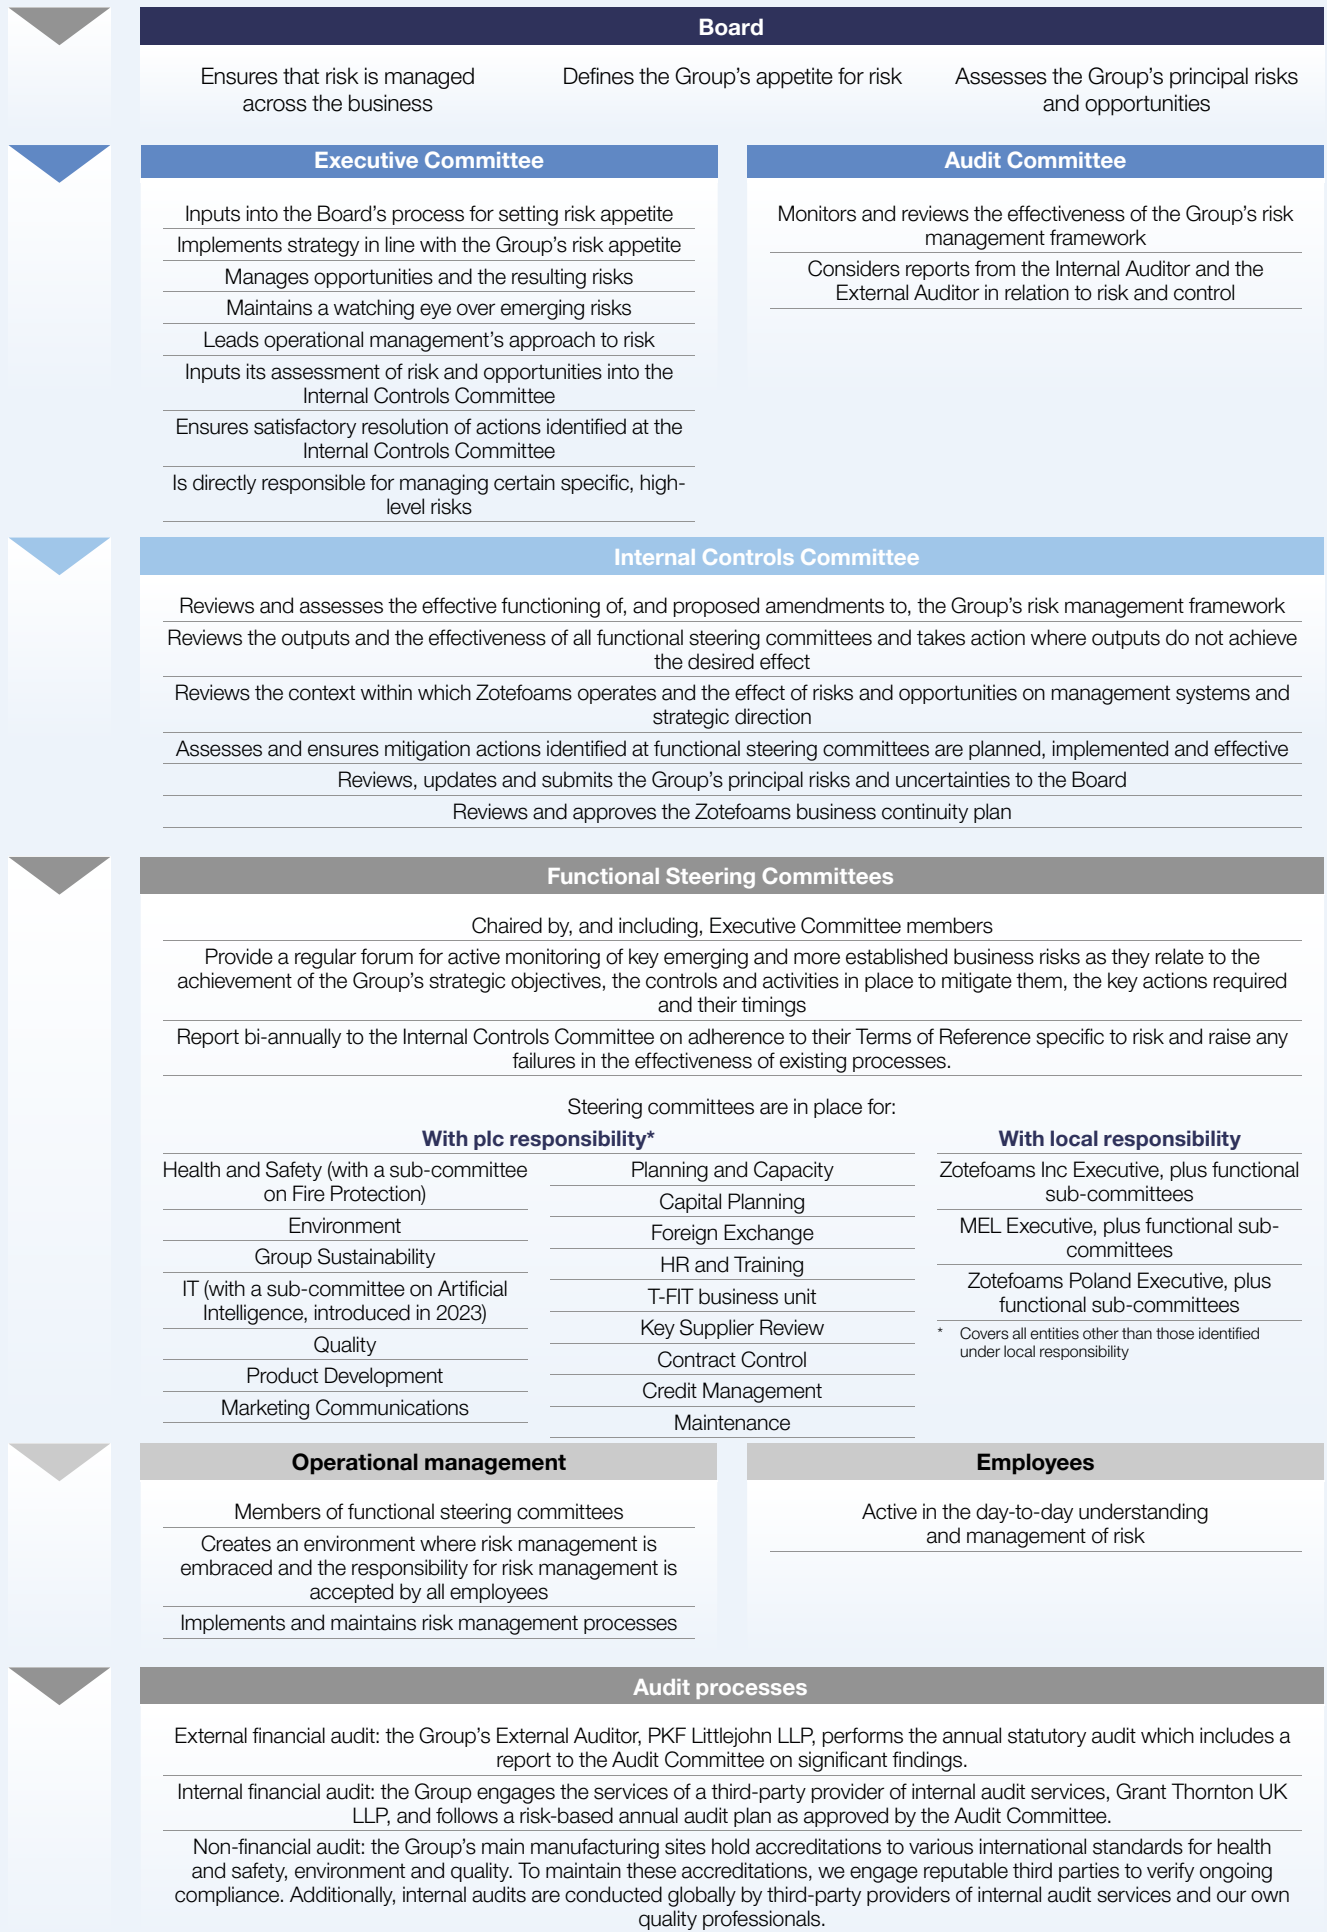 Board
Ensures that risk is managed
across the business
Defines the Group's appetite for risk
Assesses the Group's principal risks
and opportunities
Executive Committee
Inputs into the Board's process for setting risk appetite
Implements strategy in line with the Group's risk appetite
Manages opportunities and the resulting risks
Maintains a watching eye over emerging risks
Leads operational management's approach to risk
Inputs its assessment of risk and opportunities into the
Internal Controls Committee
Ensures satisfactory resolution of actions identified at the
Internal Controls Committee
Is directly responsible for managing certain specific, high-
level risks
Audit Committee
Monitors and reviews the effectiveness of the Group's risk
management framework
Considers reports from the Internal Auditor and the
External Auditor in relation to risk and control
Internal Controls Committee
Reviews and assesses the effective functioning of, and proposed amendments to, the Group's risk management framework
Reviews the outputs and the effectiveness of all functional steering committees and takes action where outputs do not achieve
the desired effect
Reviews the context within which Zotefoams operates and the effect of risks and opportunities on management systems and
strategic direction
Assesses and ensures mitigation actions identified at functional steering committees are planned, implemented and effective
Reviews, updates and submits the Group's principal risks and uncertainties to the Board
Reviews and approves the Zotefoams business continuity plan
Functional Steering Committees
Chaired by, and including, Executive Committee members
Provide a regular forum for active monitoring of key emerging and more established business risks as they relate to the
achievement of the Group's strategic objectives, the controls and activities in place to mitigate them, the key actions required
and their timings
Report bi-annually to the Internal Controls Committee on adherence to their Terms of Reference specific to risk and raise any
failures in the effectiveness of existing processes.
Steering committees are in place for:
With plc responsibility*
Health and Safety (with a sub-committee
on Fire Protection)
Environment
Group Sustainability
IT (with a sub-committee on Artificial
Intelligence, introduced in 2023)
Quality
Product Development
Marketing Communications
Planning and Capacity
Capital Planning
Foreign Exchange
HR and Training
T-FIT business unit
Key Supplier Review
Contract Control
Credit Management
Maintenance
With local responsibility
Zotefoams Inc Executive, plus functional
sub-committees
MEL Executive, plus functional sub-
committees
Zotefoams Poland Executive, plus
functional sub-committees
* Covers all entities other than those identified
under local responsibility
Operational management
Members of functional steering committees
Creates an environment where risk management is
embraced and the responsibility for risk management is
accepted by all employees
Implements and maintains risk management processes
Employees
Active in the day-to-day understanding
and management of risk
Audit processes
External financial audit: the Group's External Auditor, PKF Littlejohn LLP, performs the annual statutory audit which includes a
report to the Audit Committee on significant findings.
Internal financial audit: the Group engages the services of a third-party provider of internal audit services, Grant Thornton UK
LLP, and follows a risk-based annual audit plan as approved by the Audit Committee.
Non-financial audit: the Group's main manufacturing sites hold accreditations to various international standards for health
and safety, environment and quality. To maintain these accreditations, we engage reputable third parties to verify ongoing
compliance. Additionally, internal audits are conducted globally by third-party providers of internal audit services and our own
quality professionals.